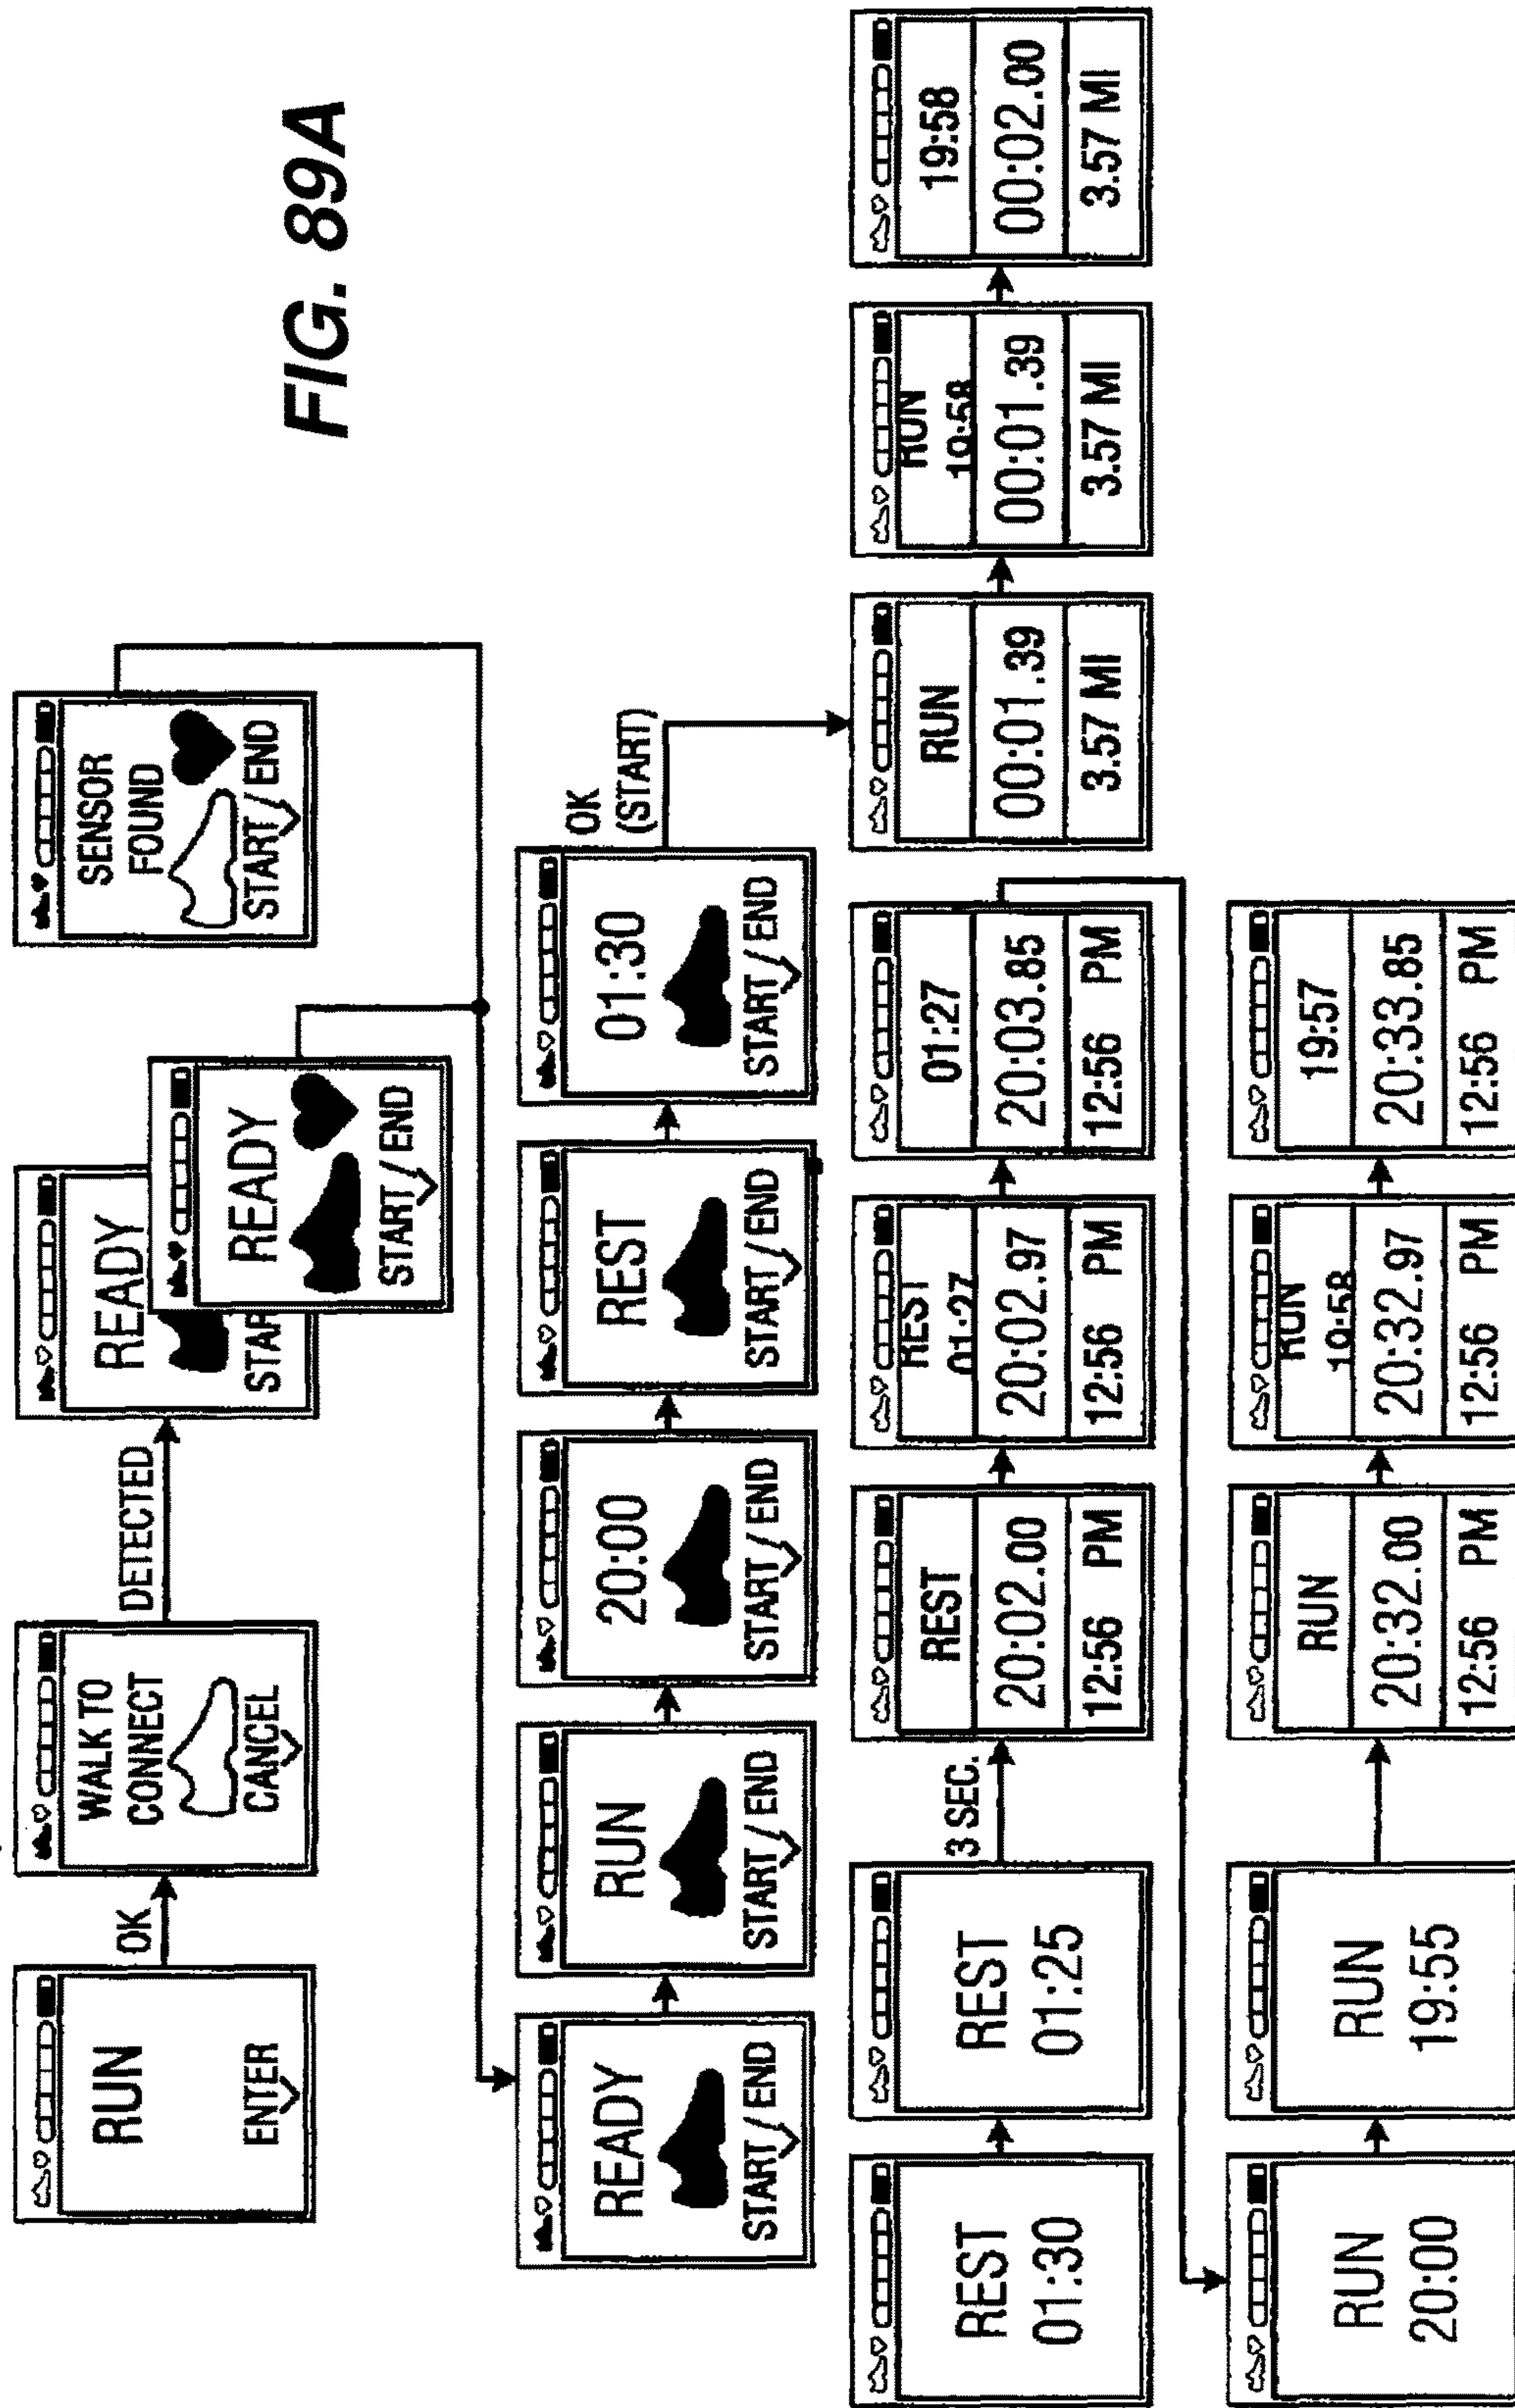 FIG. 89A
RUN
ENTER
OK
WALK TO
CONNECT
CANCEL
DETECTED
READY
STAR
READY
START / END
SENSOR
FOUND
START / END
READY
START / END
RUN
START / END
20:00
START / END
REST
START / END
01:30
START / END
OK
(START)
RUN
00:01.39
3.57 MI
RUN
19:58
00:01.39
3.57 MI
19:58
00:02.00
3.57 MI
REST
01:30
REST
01:25
3 SEC.
REST
20:02.00
12:56 PM
REST
01:27
20:02.97
12:56 PM
01:27
20:03.85
12:56 PM
RUN
20:00
RUN
19:55
RUN
20:32.00
12:56 PM
RUN
19:58
20:32.97
12:56 PM
19:57
20:33.85
12:56 PM